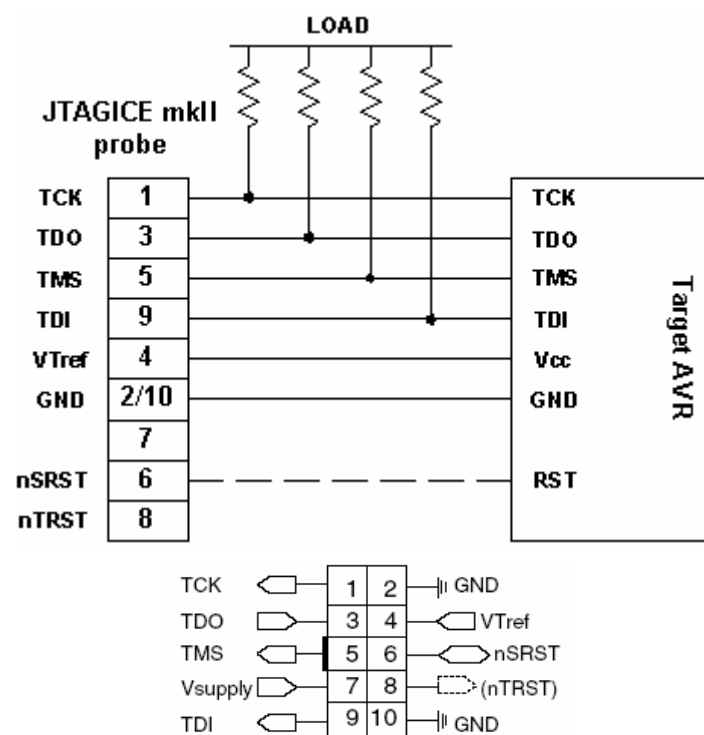 LOAD
JTAGICE mkII
probe
TCK 1 TCK
TDO 3 TDO
TMS 5 TMS
TDI 9 TDI
VTref 4 Vcc
GND 2/10 GND
7
nSRST 6 RST
nTRST 8
Target AVR
TCK 1 2 GND
TDO 3 4 VTref
TMS 5 6 nSRST
Vsupply 7 8 (nTRST)
TDI 9 10 GND